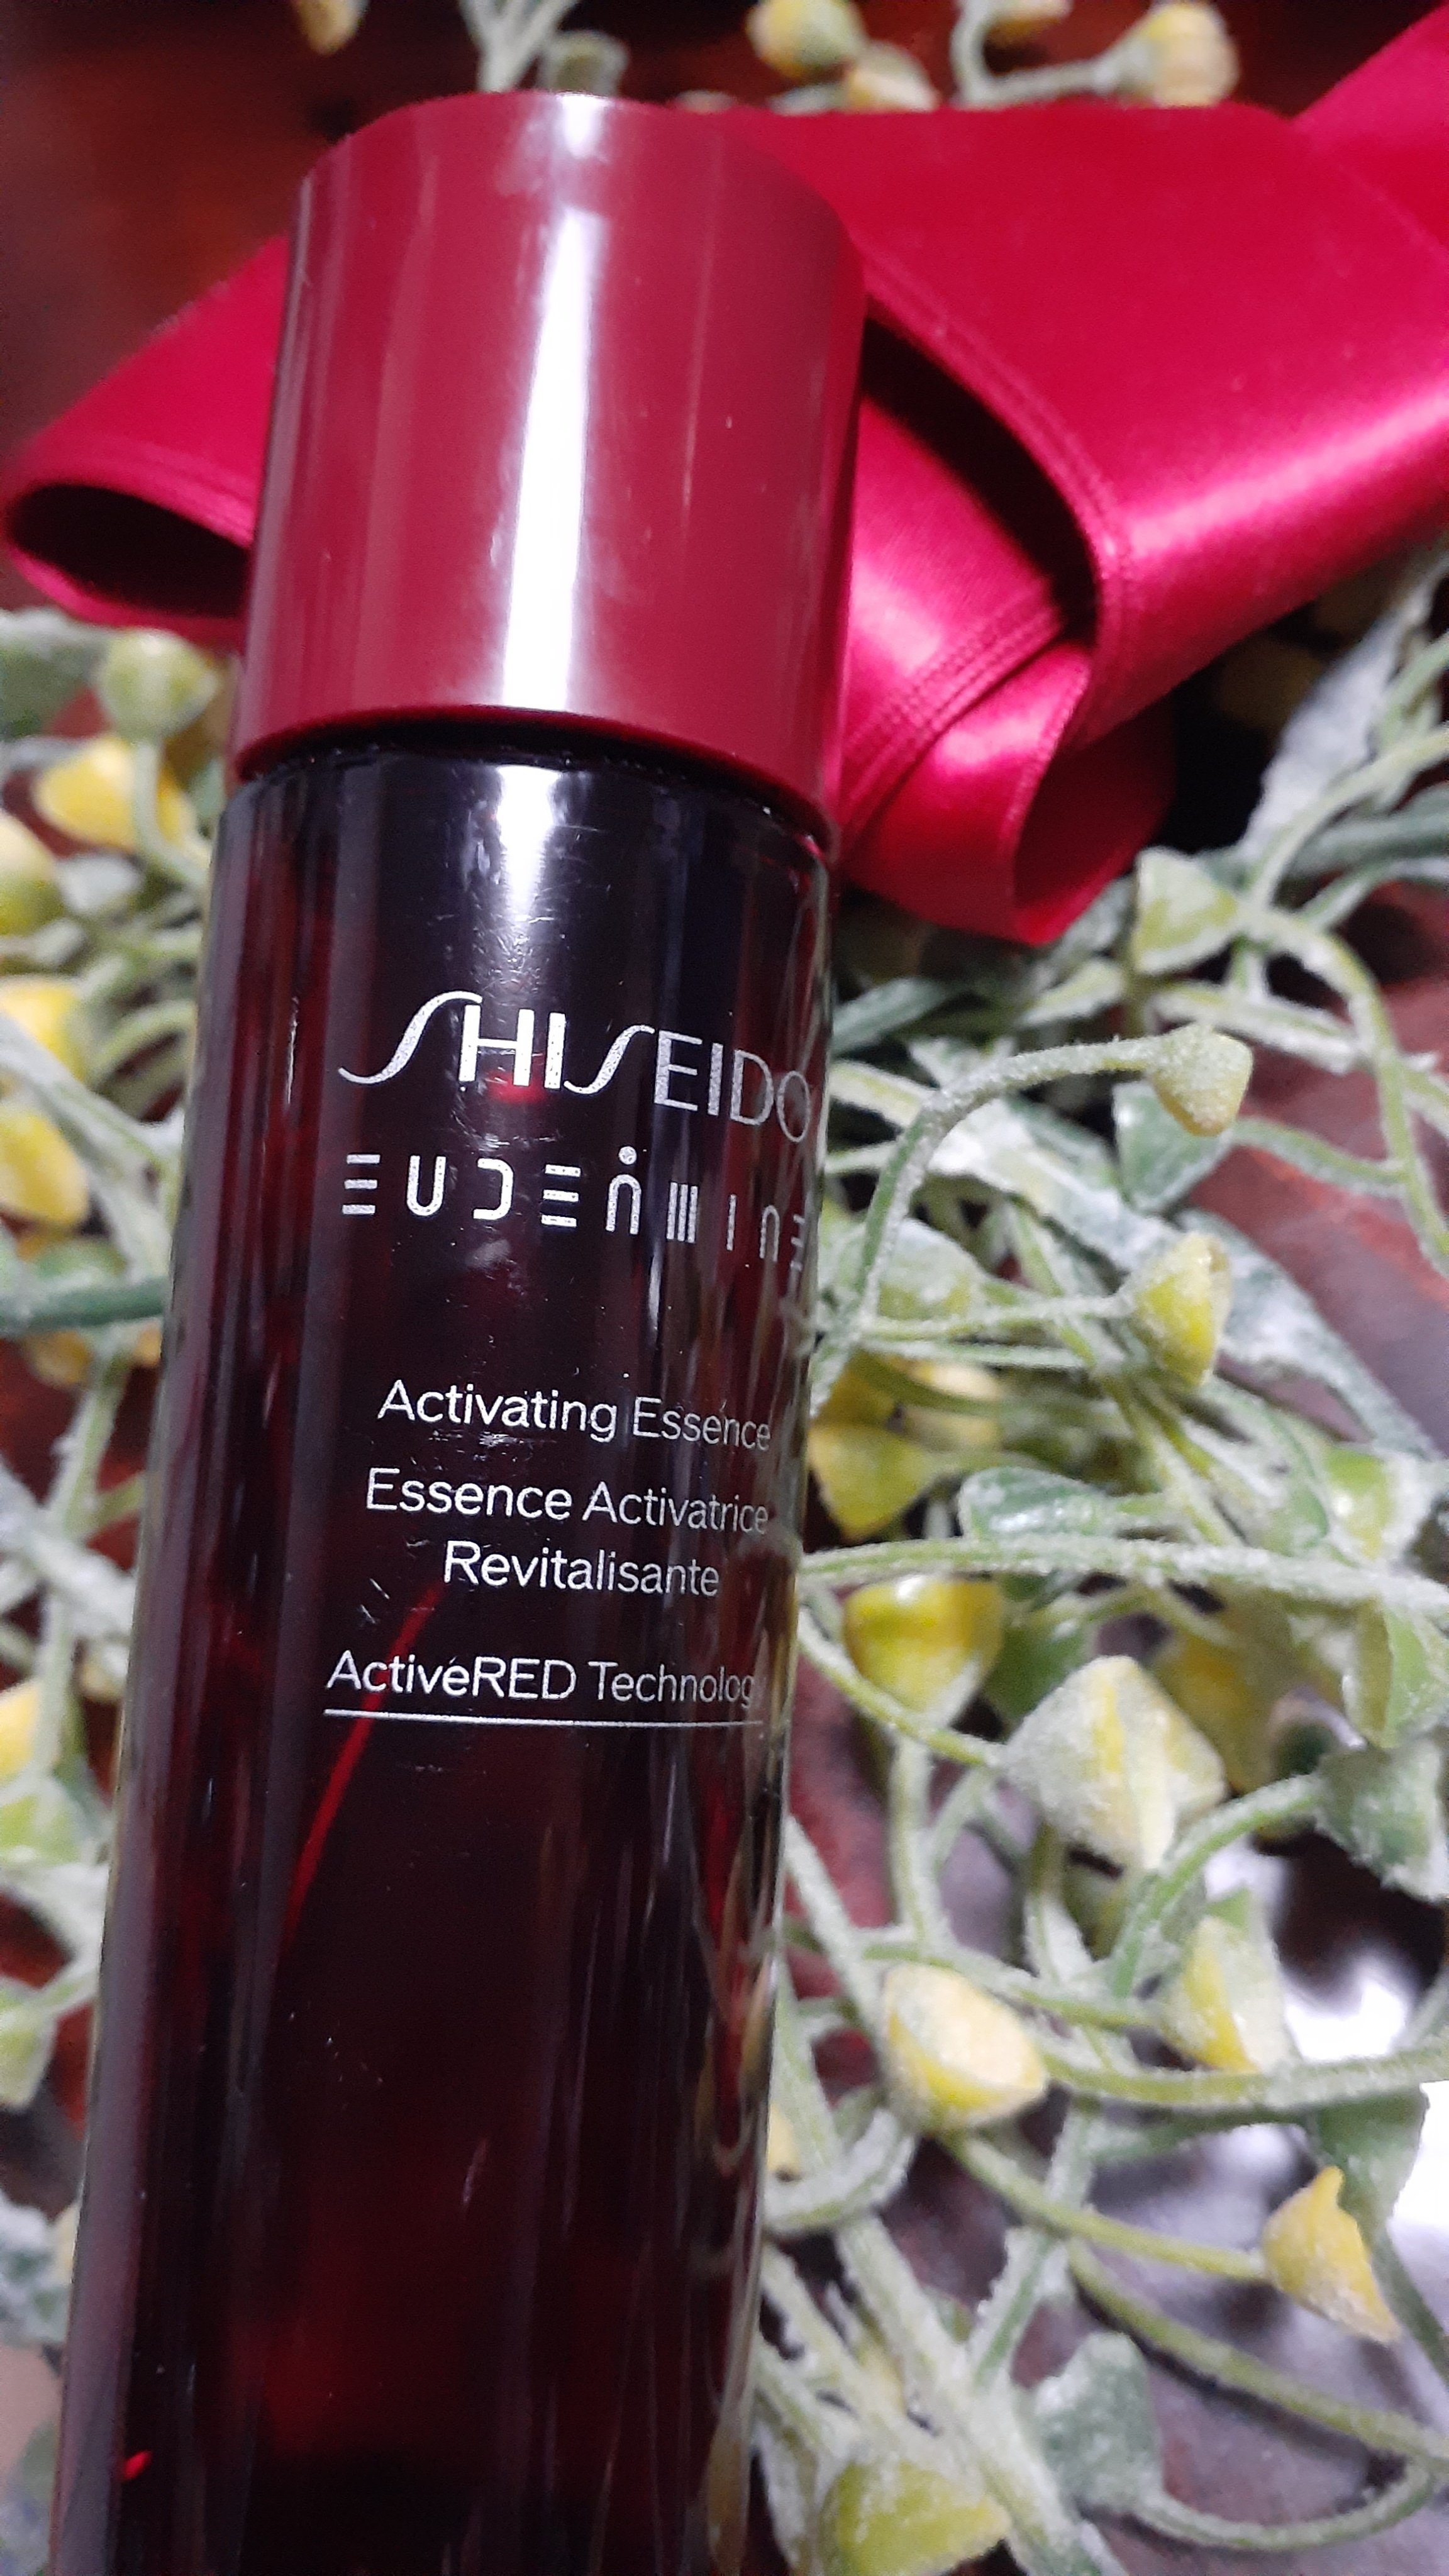 SHISEIDO
EUDERMINE
Activating Essence
Essence Activatrice
Revitalisante
ActiveRED Technology